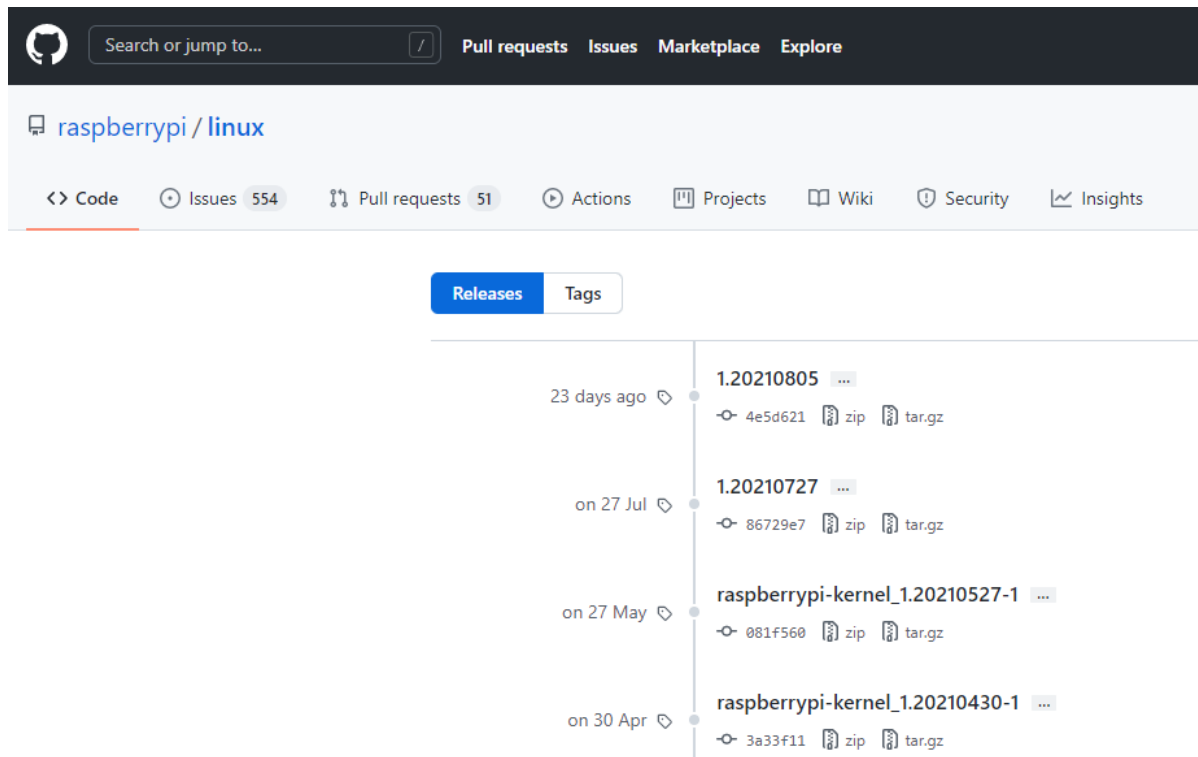 Search or jump to... / Pull requests Issues Marketplace Explore
raspberrypi / linux
<> Code Issues 554 Pull requests 51 Actions Projects Wiki Security Insights
Releases Tags
23 days ago 1.20210805 ...
4e5d621 zip tar.gz
on 27 Jul 1.20210727 ...
86729e7 zip tar.gz
on 27 May raspberrypi-kernel_1.20210527-1 ...
081f560 zip tar.gz
on 30 Apr raspberrypi-kernel_1.20210430-1 ...
3a33f11 zip tar.gz